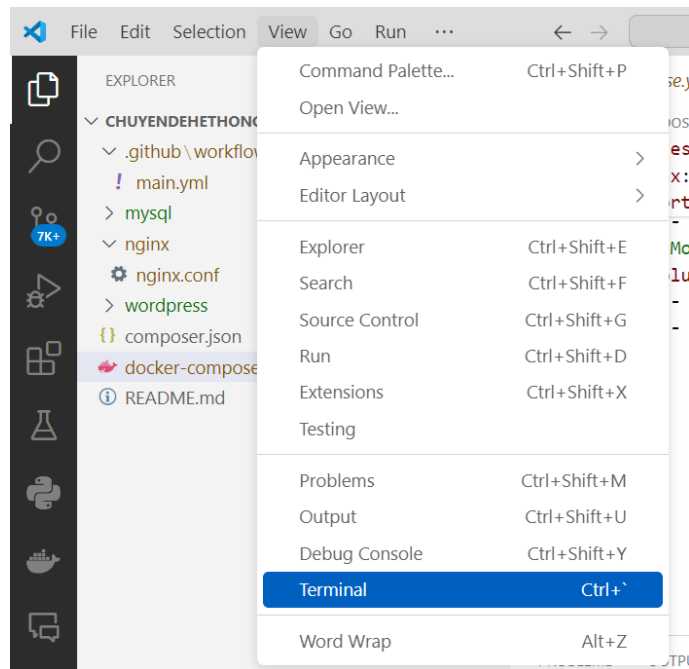 File Edit Selection View Go Run ...
EXPLORER
CHUYENDEHETHONG
.github\workflow
! main.yml
mysql
nginx
nginx.conf
wordpress
{} composer.json
docker-compose
README.md
7K+
Command Palette... Ctrl+Shift+P
Open View...
Appearance
Editor Layout
Explorer Ctrl+Shift+E
Search Ctrl+Shift+F
Source Control Ctrl+Shift+G
Run Ctrl+Shift+D
Extensions Ctrl+Shift+X
Testing
Problems Ctrl+Shift+M
Output Ctrl+Shift+U
Debug Console Ctrl+Shift+Y
Terminal Ctrl+`
Word Wrap Alt+Z